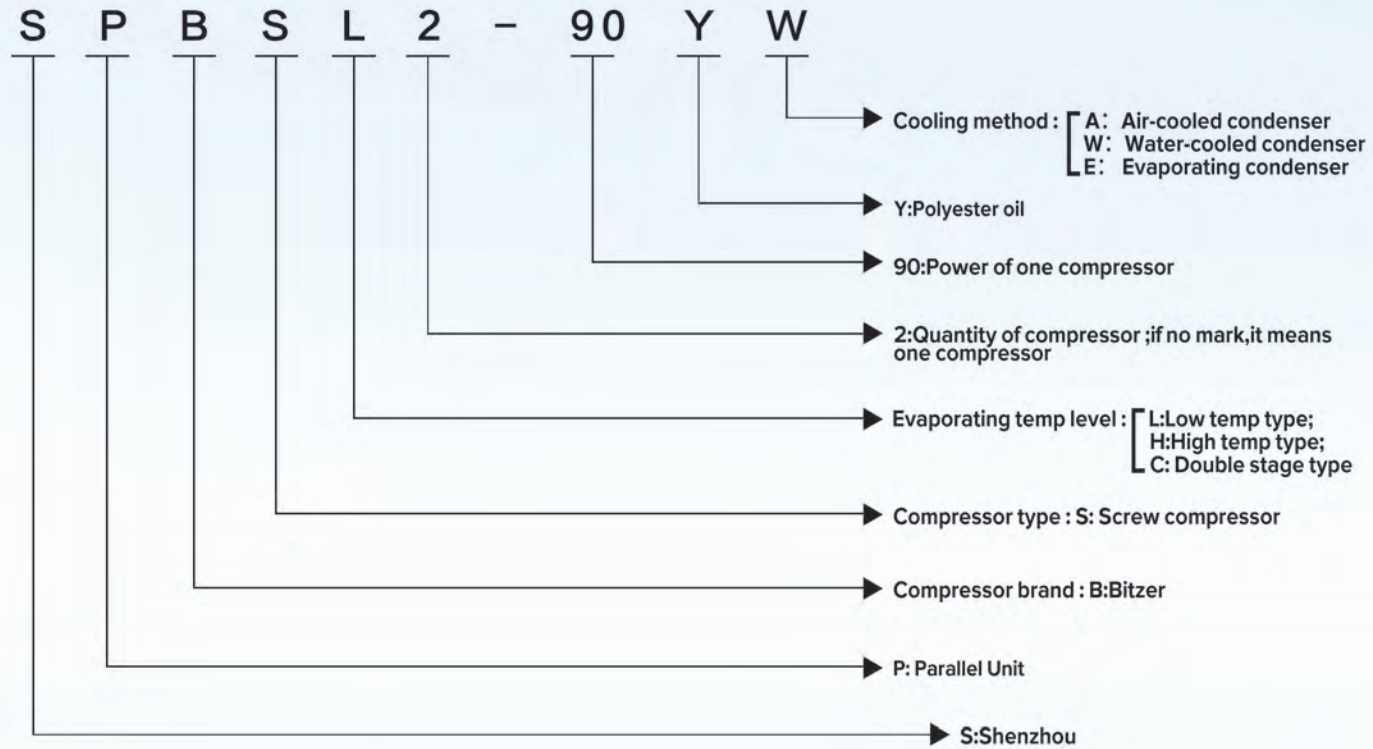 S P B S L 2 – 90 Y W
Cooling method : A: Air-cooled condenser
W: Water-cooled condenser
E: Evaporating condenser
Y:Polyester oil
90:Power of one compressor
2:Quantity of compressor ;if no mark,it means
one compressor
Evaporating temp level : L:Low temp type;
H:High temp type;
C: Double stage type
Compressor type : S: Screw compressor
Compressor brand : B:Bitzer
P: Parallel Unit
S:Shenzhou